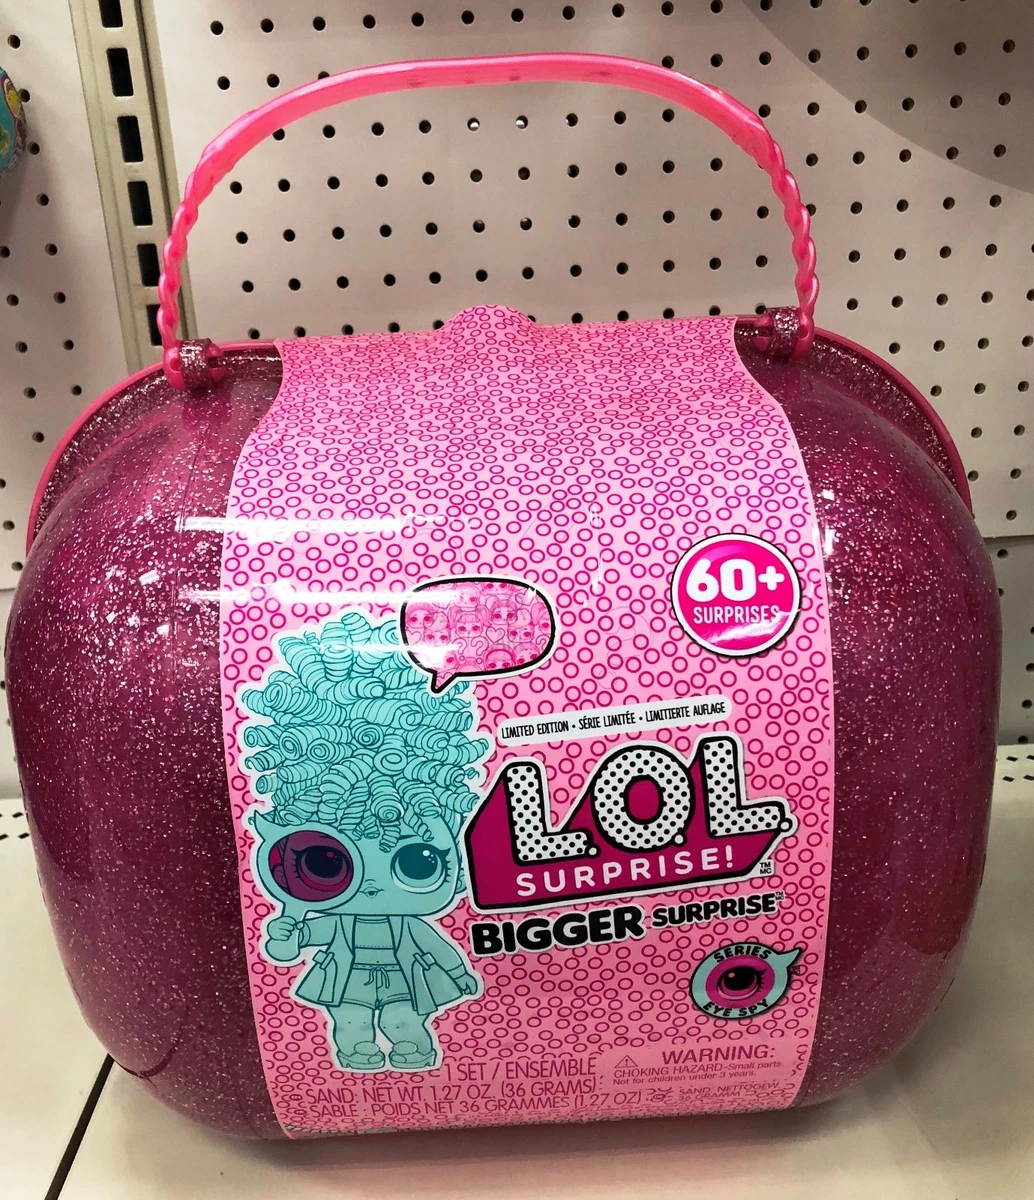 60+
SURPRISES
LIMITED EDITION • SÉRIE LIMITÉE • LIMITIERTE AUFLAGE
L.O.L.
SURPRISE!
TM
MC
BIGGER SURPRISE
SERIES
EYE SPY
1 SET / ENSEMBLE
SAND: NET WT. 1.27 OZ. (36 GRAMS)
SABLE : POIDS NET 36 GRAMMES (1.27 OZ)
WARNING:
CHOKING HAZARD-Small parts.
Not for children under 3 years.
SAND: NETTOGEW.